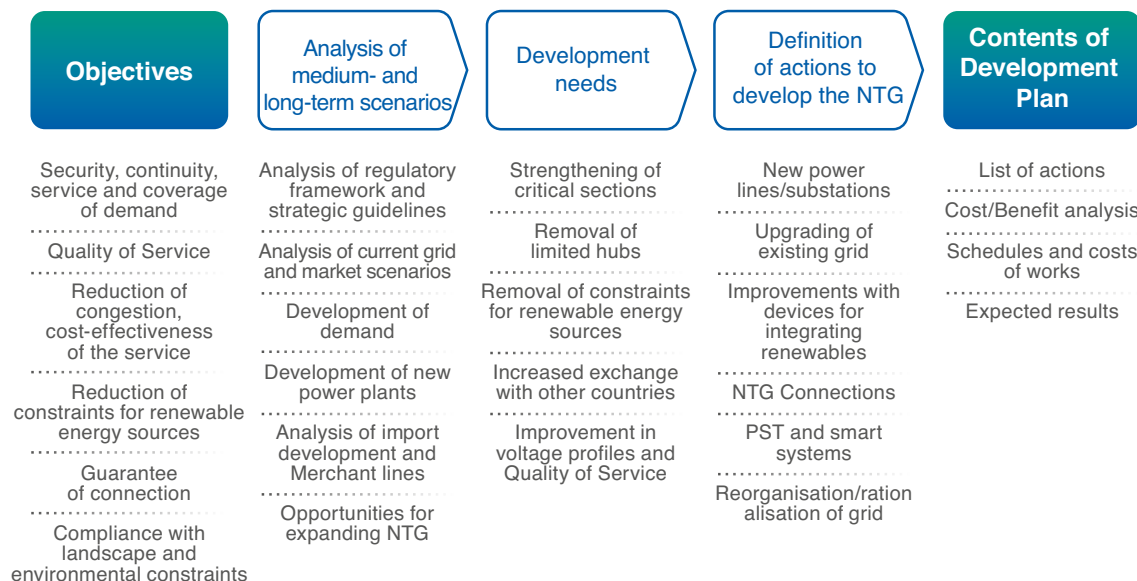 Objectives
Analysis of
medium- and
long-term scenarios
Development
needs
Definition
of actions to
develop the NTG
Contents of
Development
Plan
Security, continuity,
service and coverage
of demand
Quality of Service
Reduction of
congestion,
cost-effectiveness
of the service
Reduction of
constraints for renewable
energy sources
Guarantee
of connection
Compliance with
landscape and
environmental constraints
Analysis of regulatory
framework and
strategic guidelines
Analysis of current grid
and market scenarios
Development of
demand
Development of new
power plants
Analysis of import
development and
Merchant lines
Opportunities for
expanding NTG
Strengthening of
critical sections
Removal of
limited hubs
Removal of constraints
for renewable energy
sources
Increased exchange
with other countries
Improvement in
voltage profiles and
Quality of Service
New power
lines/substations
Upgrading of
existing grid
Improvements with
devices for
integrating
renewables
NTG Connections
PST and smart
systems
Reorganisation/ration
alisation of grid
List of actions
Cost/Benefit analysis
Schedules and costs
of works
Expected results